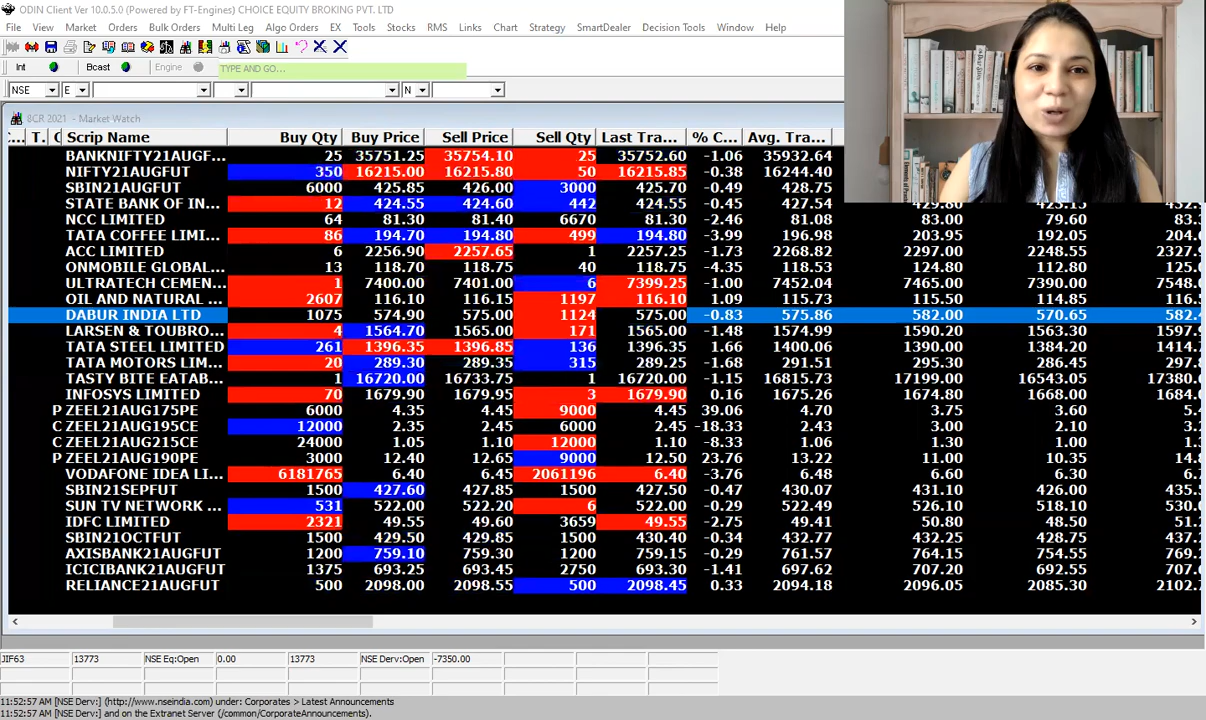 ODIN Client Ver 10.0.5.0 (Powered by FT-Engines) CHOICE EQUITY BROKING PVT. LTD
File View Market Orders Bulk Orders Multi Leg Algo Orders EX Tools Stocks RMS Links Chart Strategy SmartDealer Decision Tools Window Help
Int Bcast Engine TYPE AND GO...
NSE E N
8CR 2021 - Market Watch
C... T. C Scrip Name Buy Qty Buy Price Sell Price Sell Qty Last Tra... % C... Avg. Tra...
BANKNIFTY21AUGF... 25 35751.25 35754.10 25 35752.60 -1.06 35932.64
NIFTY21AUGFUT 350 16215.00 16215.80 50 16215.85 -0.38 16244.40
SBIN21AUGFUT 6000 425.85 426.00 3000 425.70 -0.49 428.75
STATE BANK OF IN... 12 424.55 424.60 442 424.55 -0.45 427.54
NCC LIMITED 64 81.30 81.40 6670 81.30 -2.46 81.08 83.00 79.60 83.
TATA COFFEE LIMI... 86 194.70 194.80 499 194.80 -3.99 196.98 203.95 192.05 204.
ACC LIMITED 6 2256.90 2257.65 1 2257.25 -1.73 2268.82 2297.00 2248.55 2327.
ONMOBILE GLOBAL... 13 118.70 118.75 40 118.75 -4.35 118.53 124.80 112.80 125.
ULTRATECH CEMEN... 1 7400.00 7401.00 6 7399.25 -1.00 7452.04 7465.00 7390.00 7548.
OIL AND NATURAL ... 2607 116.10 116.15 1197 116.10 1.09 115.73 115.50 114.85 116.
DABUR INDIA LTD 1075 574.90 575.00 1124 575.00 -0.83 575.86 582.00 570.65 582.
LARSEN & TOUBRO... 4 1564.70 1565.00 171 1565.00 -1.48 1574.99 1590.20 1563.30 1597.
TATA STEEL LIMITED 261 1396.35 1396.85 136 1396.35 1.66 1400.06 1390.00 1384.20 1414.
TATA MOTORS LIM... 20 289.30 289.35 315 289.25 -1.68 291.51 295.30 286.45 297.
TASTY BITE EATAB... 1 16720.00 16733.75 1 16720.00 -1.15 16815.73 17199.00 16543.05 17380.
INFOSYS LIMITED 70 1679.90 1679.95 3 1679.90 0.16 1675.26 1674.80 1668.00 1684.
P ZEEL21AUG175PE 6000 4.35 4.45 9000 4.45 39.06 4.70 3.75 3.60 5.
C ZEEL21AUG195CE 12000 2.35 2.45 6000 2.45 -18.33 2.43 3.00 2.10 3.
C ZEEL21AUG215CE 24000 1.05 1.10 12000 1.10 -8.33 1.06 1.30 1.00 1.
P ZEEL21AUG190PE 3000 12.40 12.65 9000 12.50 23.76 13.22 11.00 10.35 14.
VODAFONE IDEA LI... 6181765 6.40 6.45 2061196 6.40 -3.76 6.48 6.60 6.30 6.
SBIN21SEPFUT 1500 427.60 427.85 1500 427.50 -0.47 430.07 431.10 426.00 435.
SUN TV NETWORK ... 531 522.00 522.20 6 522.00 -0.29 522.49 526.10 518.10 530.
IDFC LIMITED 2321 49.55 49.60 3659 49.55 -2.75 49.41 50.80 48.50 51.
SBIN21OCTFUT 1500 429.50 429.85 1500 430.40 -0.34 432.77 432.25 428.75 437.
AXISBANK21AUGFUT 1200 759.10 759.30 1200 759.15 -0.29 761.57 764.15 754.55 769.
ICICIBANK21AUGFUT 1375 693.25 693.45 2750 693.30 -1.41 697.62 707.20 692.55 707.
RELIANCE21AUGFUT 500 2098.00 2098.55 500 2098.45 0.33 2094.18 2096.05 2085.30 2102.
JIF63 13773 NSE Eq:Open 0.00 13773 NSE Derv:Open -7350.00
11:52:57 AM [NSE Derv:] (http://www.nseindia.com) under: Corporates > Latest Announcements
11:52:57 AM [NSE Derv:] and on the Extranet Server (/common/CorporateAnnouncements).